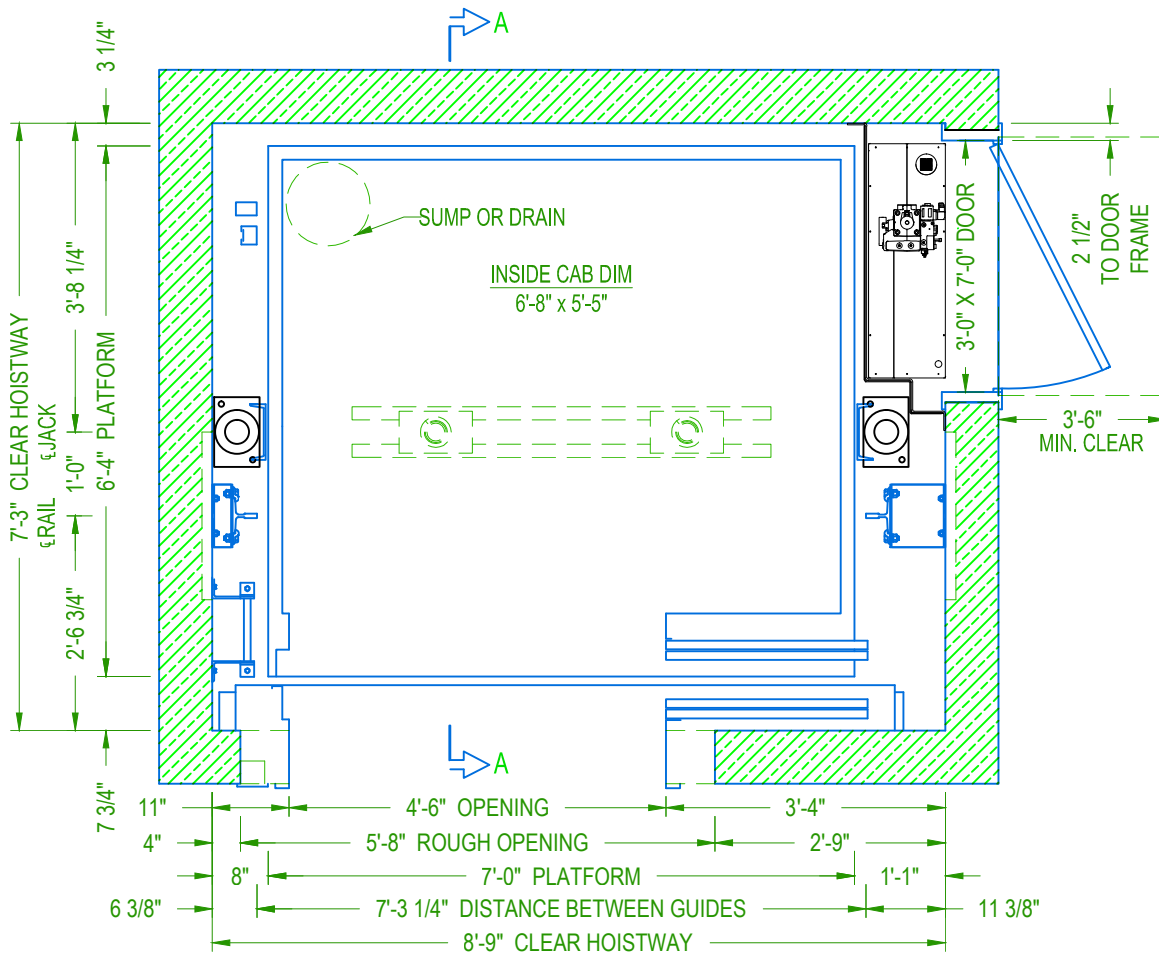 A
3 1/4"
7'-3" CLEAR HOISTWAY
3'-8 1/4"
℄JACK
1'-0"
℄RAIL
2'-6 3/4"
6'-4" PLATFORM
7 3/4"
SUMP OR DRAIN
INSIDE CAB DIM
6'-8" x 5'-5"
3'-0" X 7'-0" DOOR
2 1/2"
TO DOOR
FRAME
3'-6"
MIN. CLEAR
A
11"
4'-6" OPENING
3'-4"
4"
5'-8" ROUGH OPENING
2'-9"
8"
7'-0" PLATFORM
1'-1"
6 3/8"
7'-3 1/4" DISTANCE BETWEEN GUIDES
11 3/8"
8'-9" CLEAR HOISTWAY